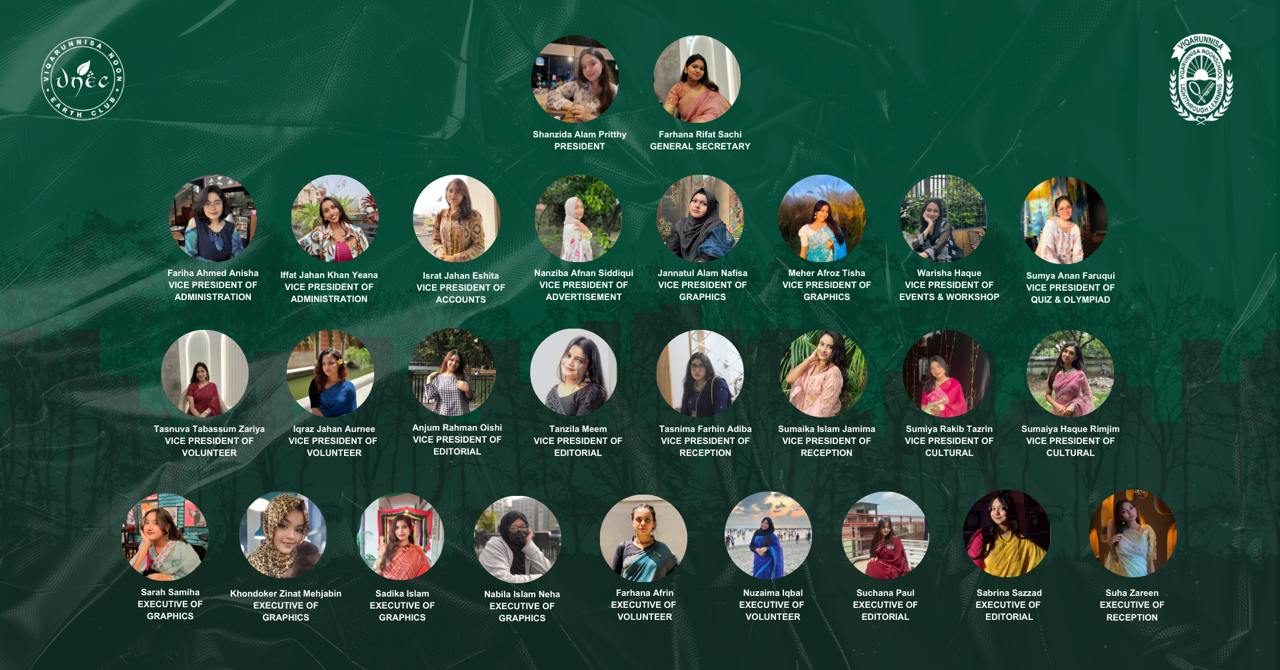 VIQARUNNISA NOON
EARTH CLUB
vnec
VIQARUNNISA
Shanzida Alam Pritthy
PRESIDENT
Farhana Rifat Sachi
GENERAL SECRETARY
Fariha Ahmed Anisha
VICE PRESIDENT OF
ADMINISTRATION
Iffat Jahan Khan Yeana
VICE PRESIDENT OF
ADMINISTRATION
Israt Jahan Eshita
VICE PRESIDENT OF
ACCOUNTS
Nanziba Afnan Siddiqui
VICE PRESIDENT OF
ADVERTISEMENT
Jannatul Alam Nafisa
VICE PRESIDENT OF
GRAPHICS
Meher Afroz Tisha
VICE PRESIDENT OF
GRAPHICS
Warisha Haque
VICE PRESIDENT OF
EVENTS & WORKSHOP
Sumya Anan Faruqui
VICE PRESIDENT OF
QUIZ & OLYMPIAD
Tasnuva Tabassum Zariya
VICE PRESIDENT OF
VOLUNTEER
Iqraz Jahan Aurnee
VICE PRESIDENT OF
VOLUNTEER
Anjum Rahman Oishi
VICE PRESIDENT OF
EDITORIAL
Tanzila Meem
VICE PRESIDENT OF
EDITORIAL
Tasnima Farhin Adiba
VICE PRESIDENT OF
RECEPTION
Sumaika Islam Jamima
VICE PRESIDENT OF
RECEPTION
Sumiya Rakib Tazrin
VICE PRESIDENT OF
CULTURAL
Sumaiya Haque Rimjim
VICE PRESIDENT OF
CULTURAL
Sarah Samiha
EXECUTIVE OF
GRAPHICS
Khondoker Zinat Mehjabin
EXECUTIVE OF
GRAPHICS
Sadika Islam
EXECUTIVE OF
GRAPHICS
Nabila Islam Neha
EXECUTIVE OF
GRAPHICS
Farhana Afrin
EXECUTIVE OF
VOLUNTEER
Nuzaima Iqbal
EXECUTIVE OF
VOLUNTEER
Suchana Paul
EXECUTIVE OF
EDITORIAL
Sabrina Sazzad
EXECUTIVE OF
EDITORIAL
Suha Zareen
EXECUTIVE OF
RECEPTION